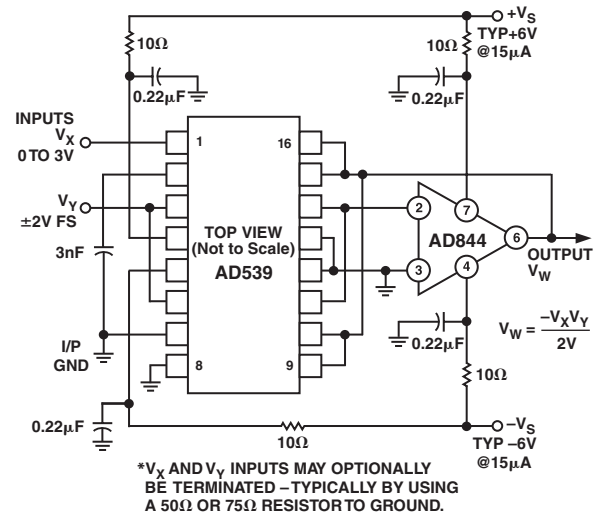 +VS
TYP+6V
@15μA
10Ω
10Ω
0.22μF
0.22μF
INPUTS
VX
0 TO 3V
1
16
VY
±2V FS
TOP VIEW
(Not to Scale)
AD539
2
7
AD844
6
3
4
OUTPUT
VW
3nF
I/P
GND
8
9
0.22μF
VW = −VXVY
2V
10Ω
0.22μF
10Ω
−VS
TYP −6V
@15μA
*VX AND VY INPUTS MAY OPTIONALLY
BE TERMINATED – TYPICALLY BY USING
A 50Ω OR 75Ω RESISTOR TO GROUND.